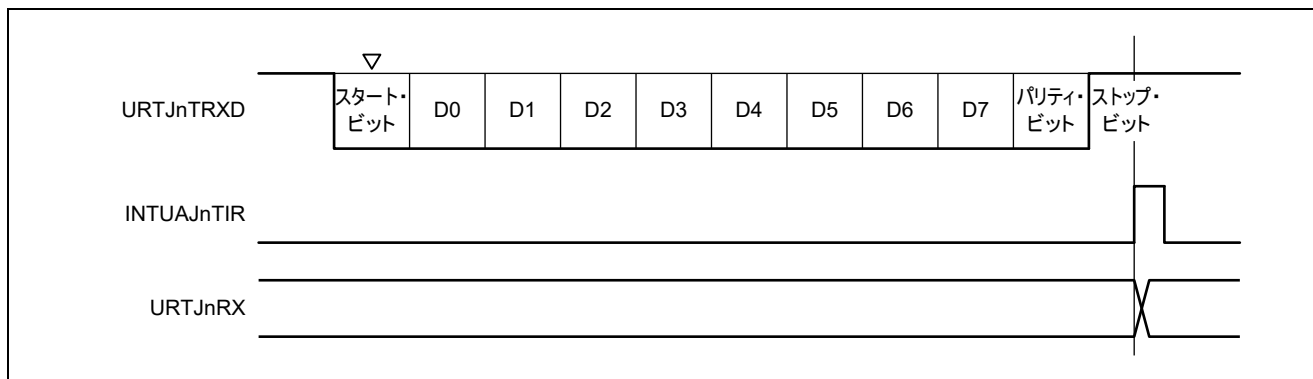 URTJnTRXD
スタート・
ビット
D0
D1
D2
D3
D4
D5
D6
D7
パリティ・
ビット
ストップ・
ビット
INTUAJnTIR
URTJnRX